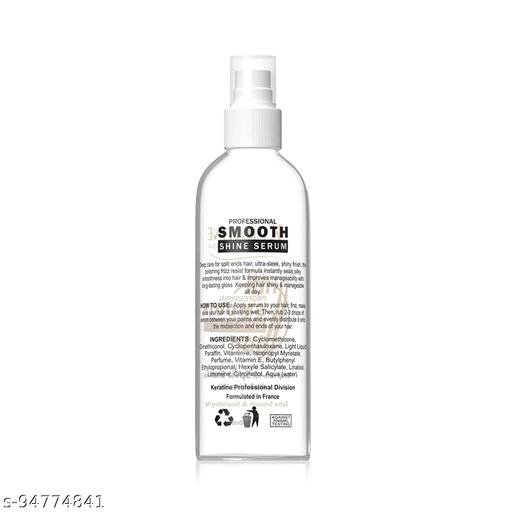 PROFESSIONAL
SMOOTH
SHINE SERUM
Deep care for split ends hair, ultra-sleek, shiny finish, the
polishing frizz resist formula instantly seals silky
smoothness into hair & improves manageability with
long-lasting gloss. Keeping hair shiny & manageable
all day.
HOW TO USE: Apply serum to your hair, first, make
sure your hair is soaking wet. Then, rub 2-3 drops of
serum between your palms and evenly distribute it onto
the midsection and ends of your hair.
INGREDIENTS: Cyclomethicone,
Dimethiconol, Cyclopentasiloxane, Light Liquid
Paraffin, Vitamin-e, Isopropyl Myristate,
Perfume, Vitamin E, Butylphenyl
Ethylopropional, Hexyle Salicylate, Linalool,
Limonene, Citronellol, Aqua (water)
Keratine Professional Division
Formulated in France
AGAINST
ANIMAL
TESTING
s-94774841